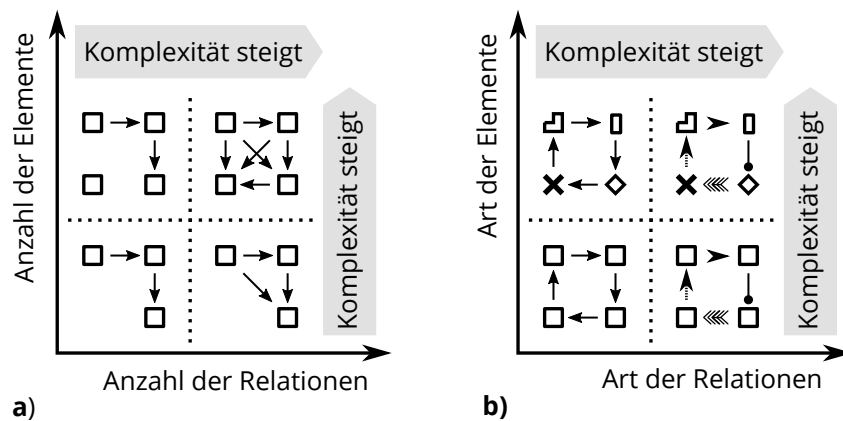 Komplexität steigt
Anzahl der Elemente
Komplexität steigt
Anzahl der Relationen
a)
Komplexität steigt
Art der Elemente
Komplexität steigt
Art der Relationen
b)